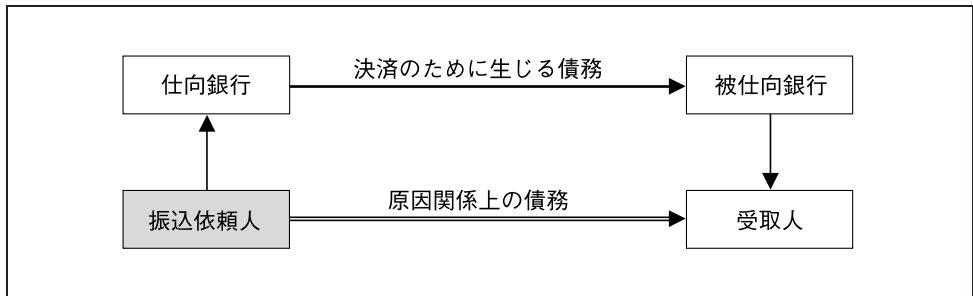 決済のために生じる債務
仕向銀行
被仕向銀行
原因関係上の債務
振込依頼人
受取人